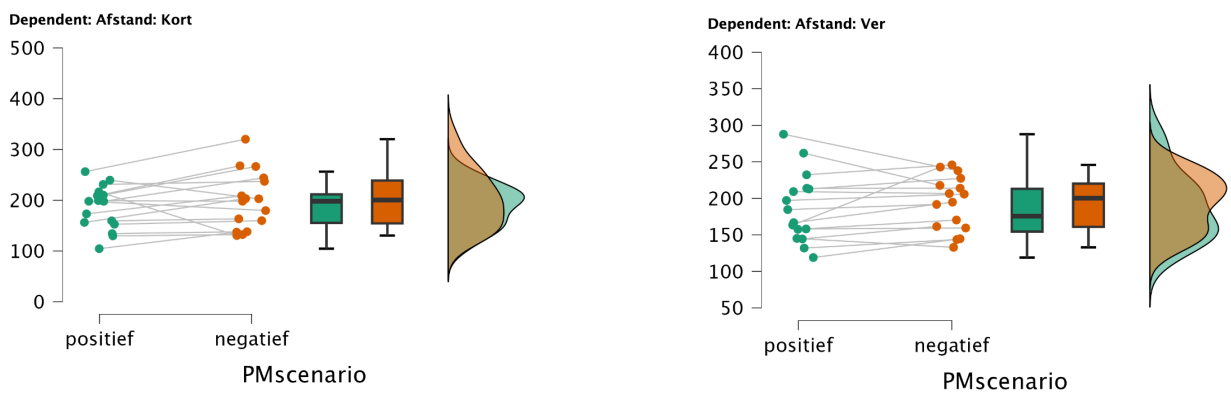 Dependent: Afstand: Kort
500
400
300
200
100
0
positief negatief
PMscenario
Dependent: Afstand: Ver
400
350
300
250
200
150
100
50
positief negatief
PMscenario